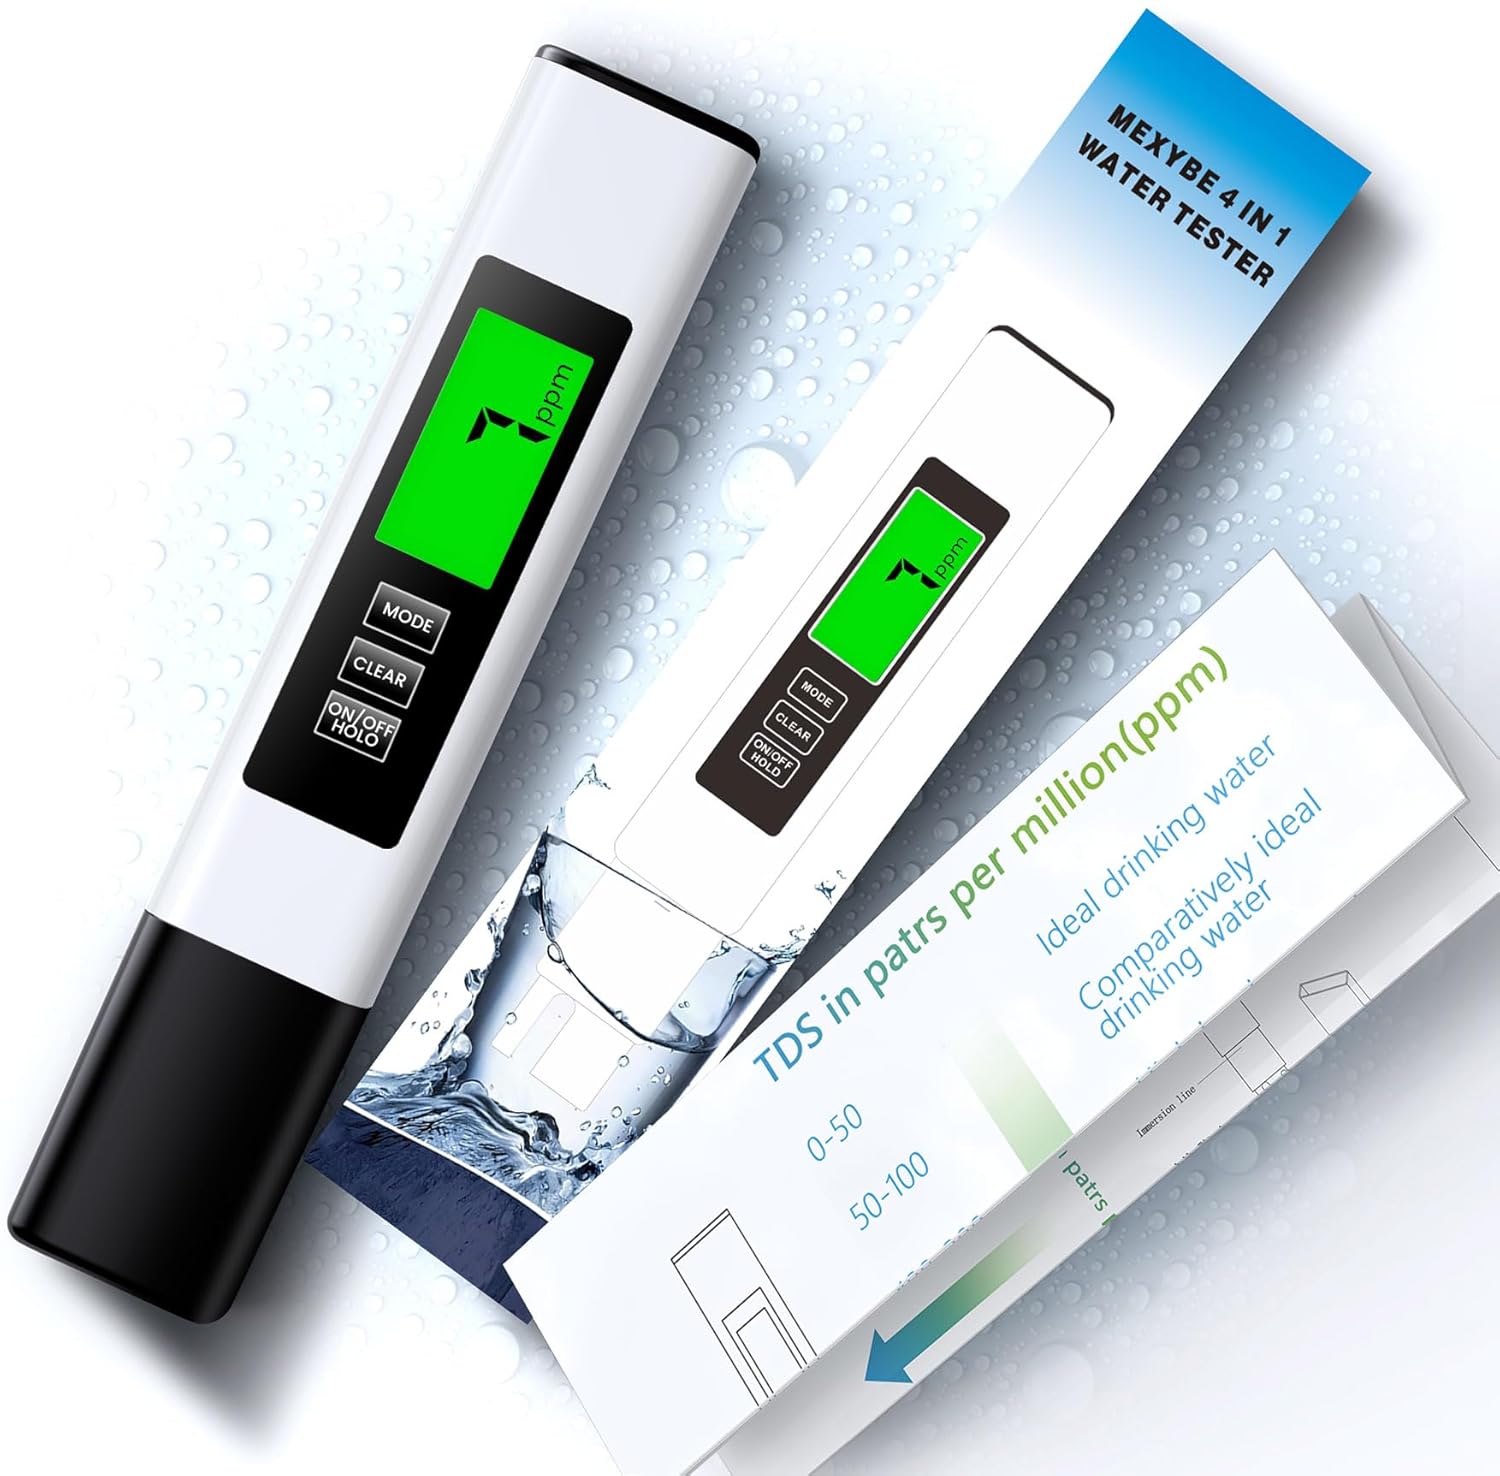 7 ppm
MODE
CLEAR
ON/OFF
HOLO
MEXYBE 4 IN 1
WATER TESTER
7 ppm
MODE
CLEAR
ON/OFF
HOLD
TDS in patrs per million(ppm)
0-50
Ideal drinking water
50-100
Comparatively ideal
drinking water
Immersion line
patrs